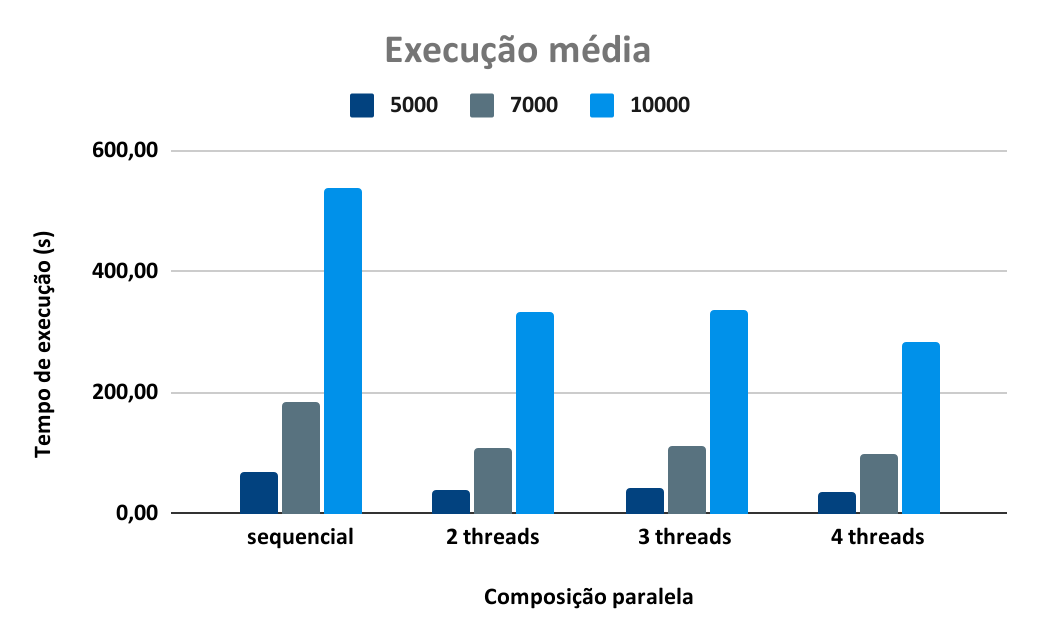 Execução média
5000 7000 10000
600,00
400,00
200,00
0,00
Tempo de execução (s)
sequencial 2 threads 3 threads 4 threads
Composição paralela